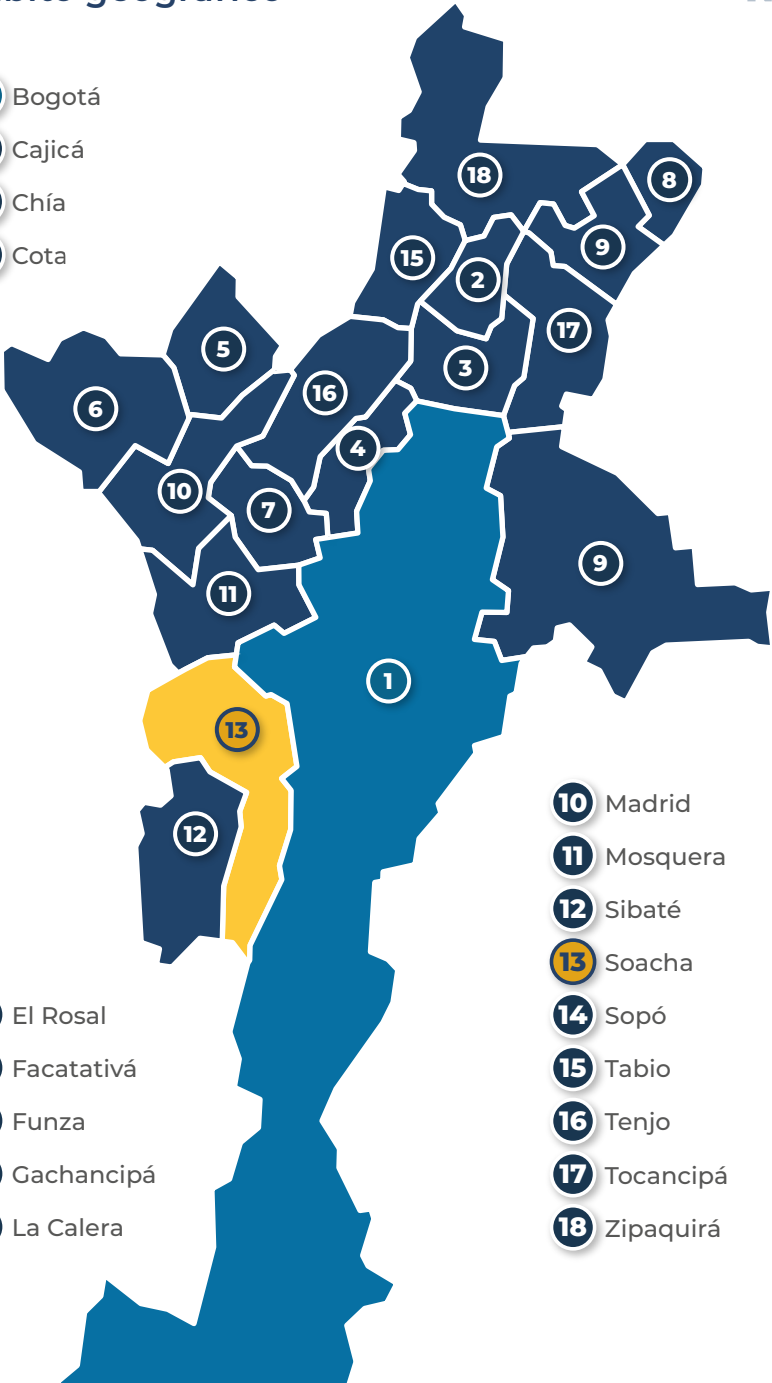 geográfico
Bogotá
Cajicá
Chía
Cota
18
8
9
15
2
17
5
3
16
6
4
10
7
9
11
1
13
12
10 Madrid
11 Mosquera
12 Sibaté
13 Soacha
14 Sopó
15 Tabio
16 Tenjo
17 Tocancipá
18 Zipaquirá
El Rosal
Facatativá
Funza
Gachancipá
La Calera